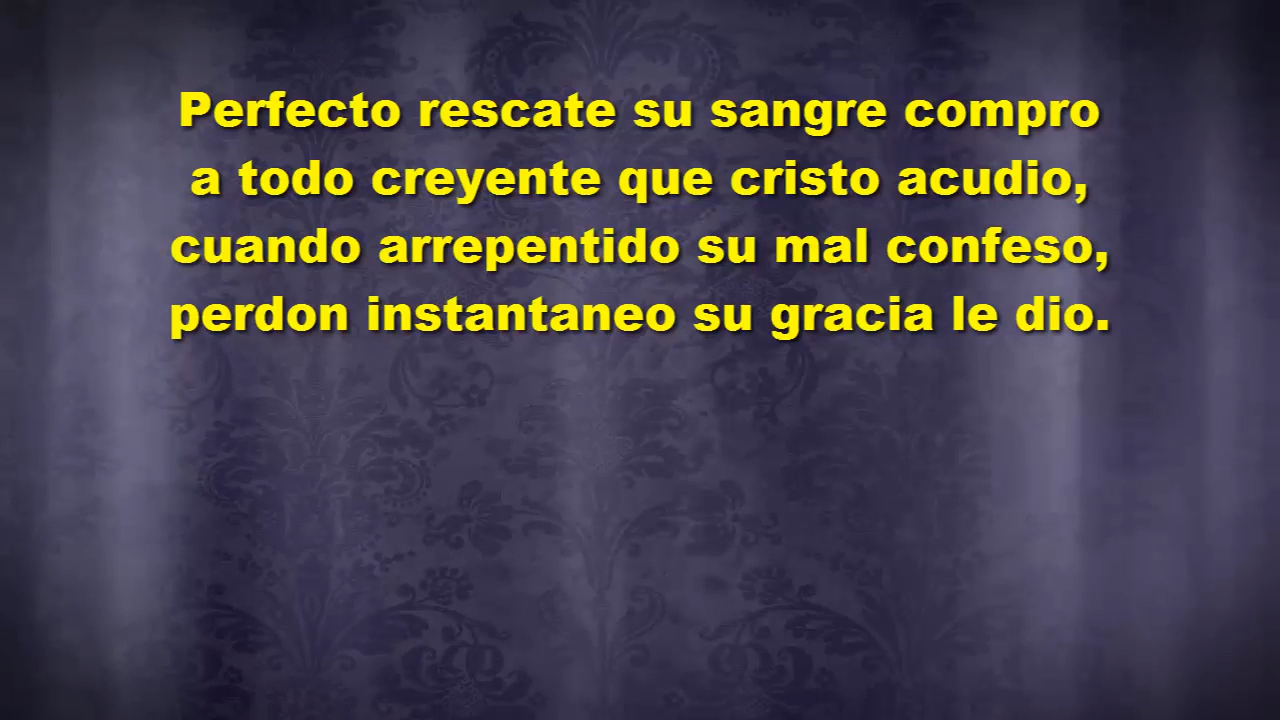 Perfecto rescate su sangre compro
a todo creyente que cristo acudio,
cuando arrepentido su mal confeso,
perdon instantaneo su gracia le dio.